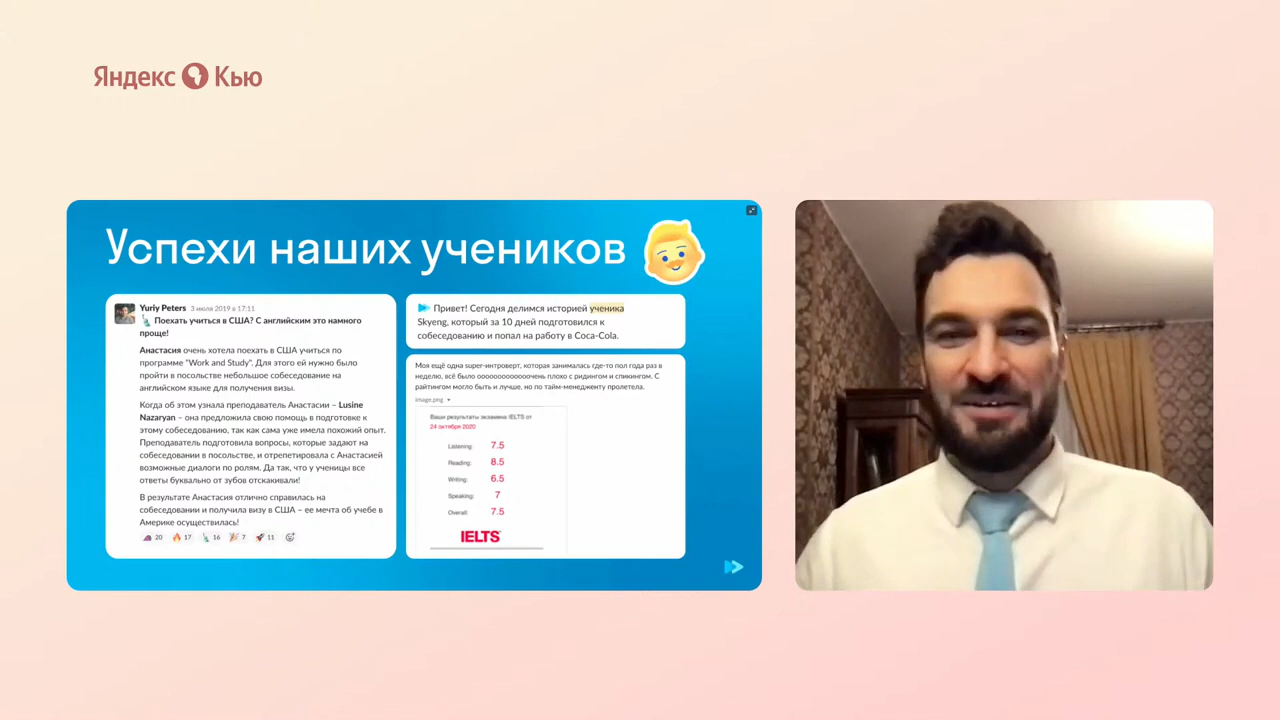 Яндекс Кью
Успехи наших учеников
Yuriy Peters 3 июля 2019 в 17:11
Поехать учиться в США? С английским это намного
проще!
Анастасия очень хотела поехать в США учиться по
программе "Work and Study". Для этого ей нужно было
пройти в посольстве небольшое собеседование на
английском языке для получения визы.
Когда об этом узнала преподаватель Анастасии – Lusine
Nazaryan – она предложила свою помощь в подготовке к
этому собеседованию, так как сама уже имела похожий опыт.
Преподаватель подготовила вопросы, которые задают на
собеседовании в посольстве, и отрепетировала с Анастасией
возможные диалоги по ролям. Да так, что у ученицы все
ответы буквально от зубов отскакивали!
В результате Анастасия отлично справилась на
собеседовании и получила визу в США – ее мечта об учебе в
Америке осуществилась!
20 17 16 7 11
Привет! Сегодня делимся историей ученика
Skyeng, который за 10 дней подготовился к
собеседованию и попал на работу в Coca-Cola.
Моя ещё одна super-интроверт, которая занималась где-то пол года раз в
неделю, всё было оооооооооооооочень плохо с ридингом и спикингом. С
райтингом могло быть и лучше, но по тайм-менеджменту пролетела.
image.png
Ваши результаты экзамена IELTS от
24 октября 2020
Listening: 7.5
Reading: 8.5
Writing: 6.5
Speaking: 7
Overall: 7.5
IELTS